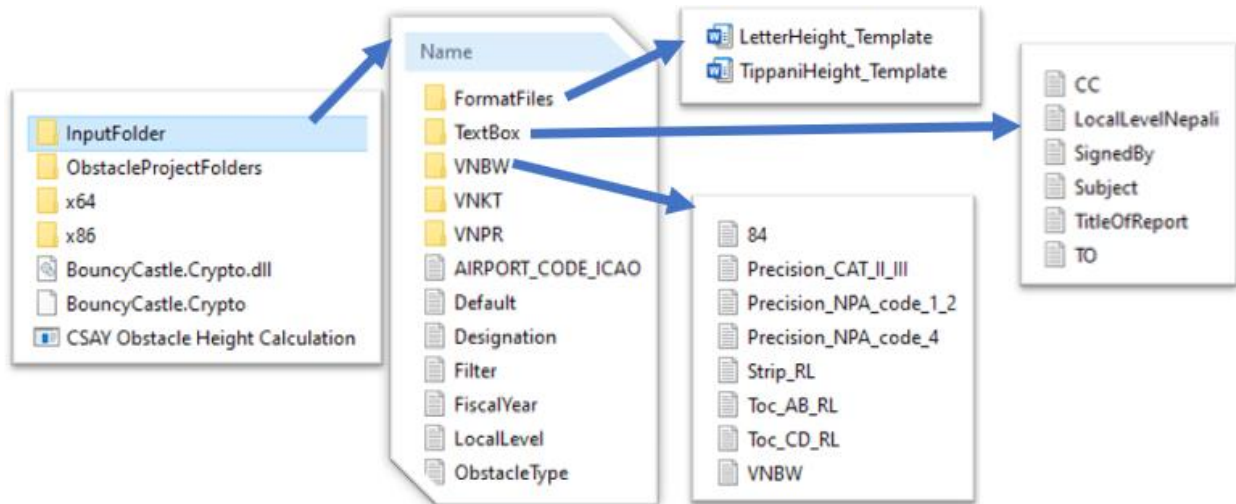 InputFolder
ObstacleProjectFolders
x64
x86
BouncyCastle.Crypto.dll
BouncyCastle.Crypto
CSAY Obstacle Height Calculation
Name
FormatFiles
TextBox
VNBW
VNKT
VNPR
AIRPORT_CODE_ICAO
Default
Designation
Filter
FiscalYear
LocalLevel
ObstacleType
LetterHeight_Template
TippaniHeight_Template
84
Precision_CAT_II_III
Precision_NPA_code_1_2
Precision_NPA_code_4
Strip_RL
Toc_AB_RL
Toc_CD_RL
VNBW
CC
LocalLevelNepali
SignedBy
Subject
TitleOfReport
TO